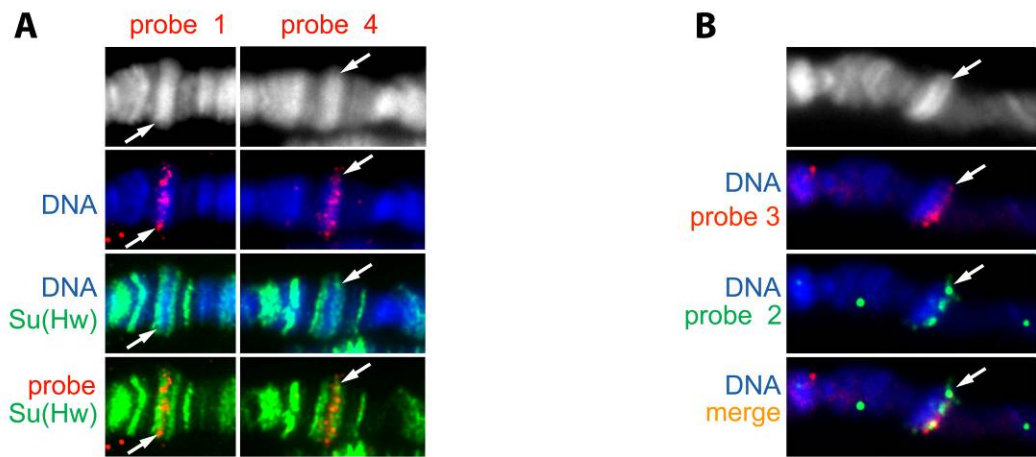 A
probe 1
probe 4
DNA
DNA
Su(Hw)
probe
Su(Hw)
B
DNA
probe 3
DNA
probe 2
DNA
merge